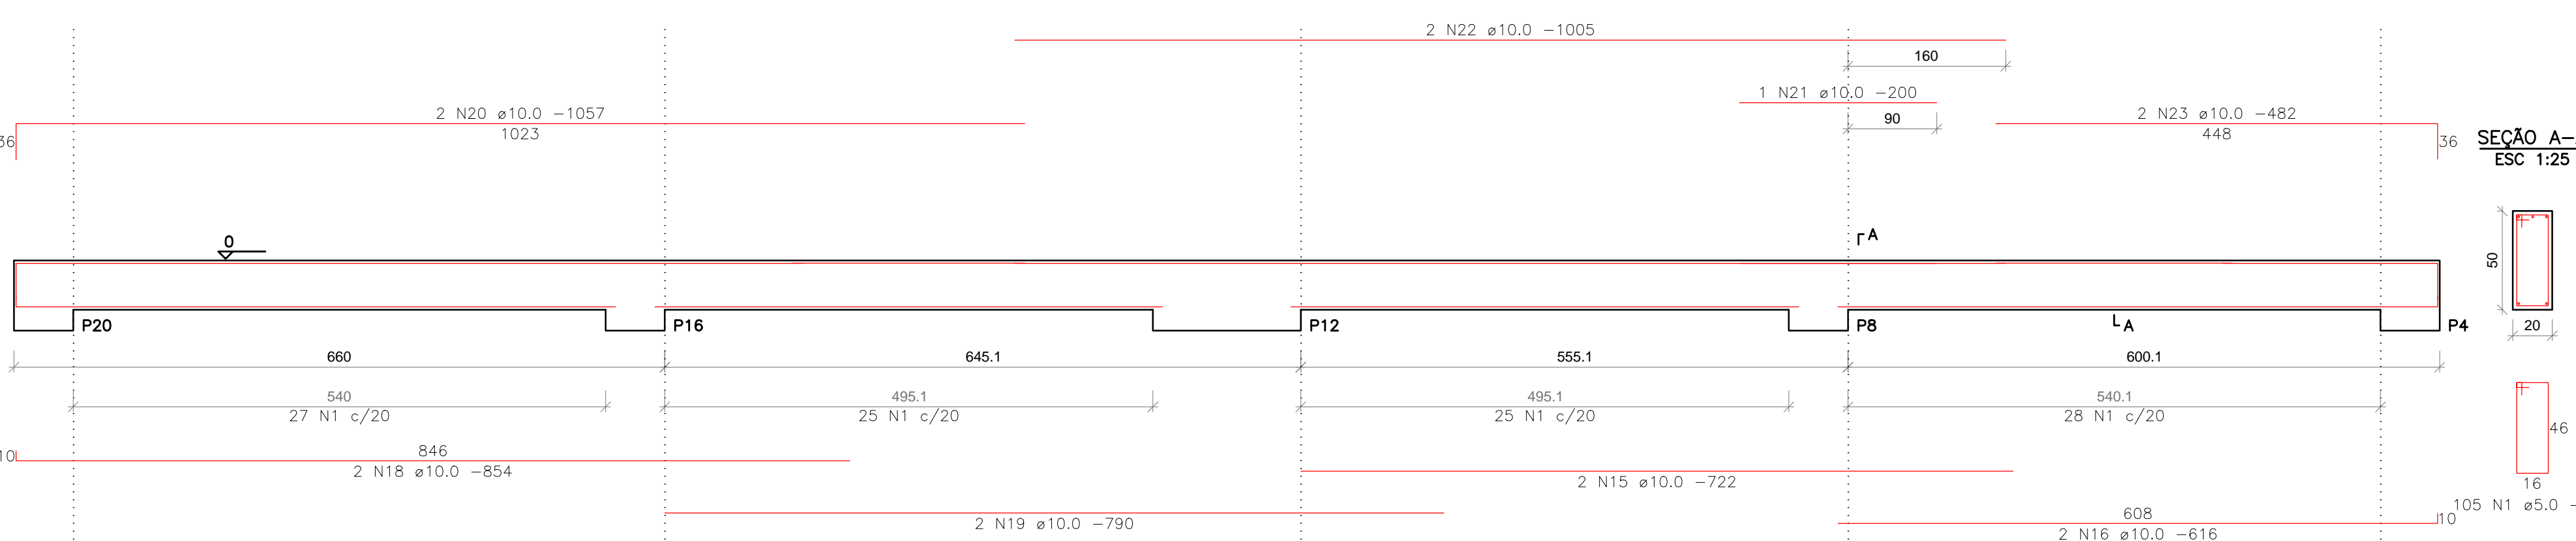 2 N22 ø10.0 -1005
160
1 N21 ø10.0 -200
90
2 N20 ø10.0 -1057
1023
36
2 N23 ø10.0 -482
448
36
SEÇÃO A-
ESC 1:25
0
A
50
20
P20
P16
P12
P8
A
P4
660
645.1
555.1
600.1
540
27 N1 c/20
495.1
25 N1 c/20
495.1
25 N1 c/20
540.1
28 N1 c/20
46
16
105 N1 ø5.0 -
10
846
2 N18 ø10.0 -854
2 N15 ø10.0 -722
2 N19 ø10.0 -790
608
2 N16 ø10.0 -616
10